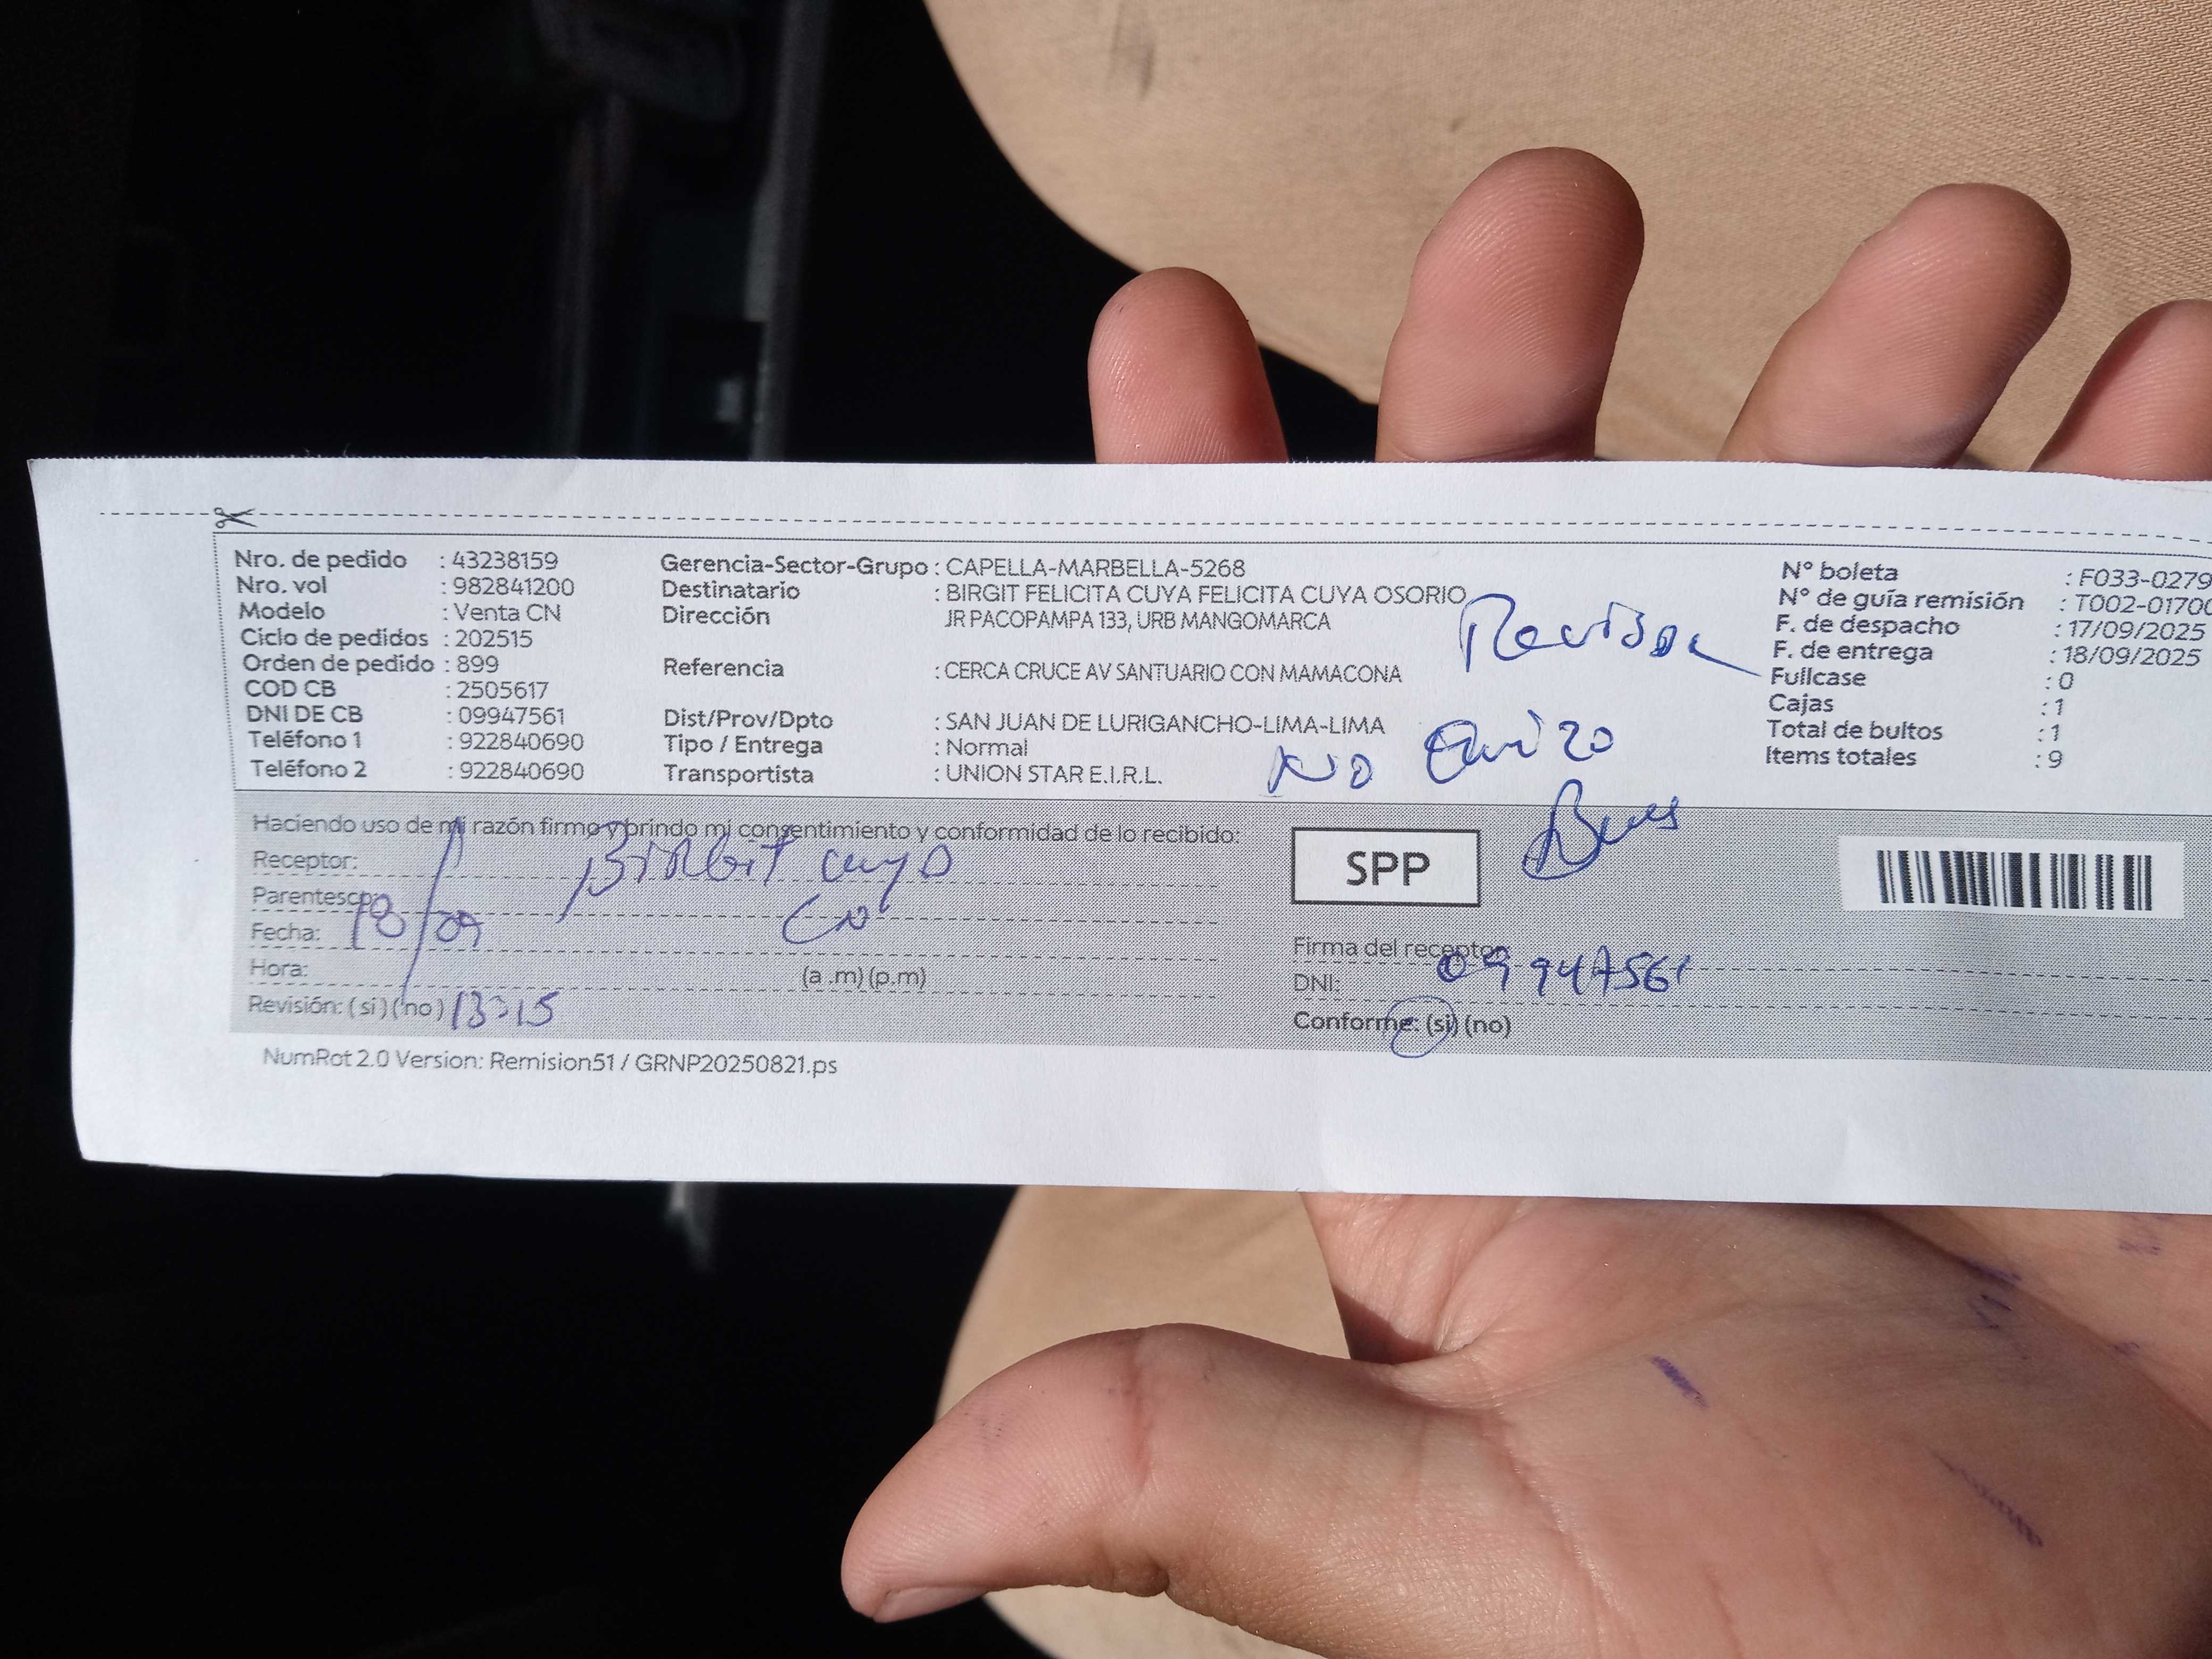 Nro. de pedido : 43238159
Nro. vol : 982841200
Modelo : Venta CN
Ciclo de pedidos : 202515
Orden de pedido : 899
COD CB : 2505617
DNI DE CB : 09947561
Teléfono 1 : 922840690
Teléfono 2 : 922840690
Gerencia-Sector-Grupo : CAPELLA-MARBELLA-5268
Destinatario : BIRGIT FELICITA CUYA FELICITA CUYA OSORIO
Dirección JR PACOPAMPA 133, URB MANGOMARCA
Referencia : CERCA CRUCE AV SANTUARIO CON MAMACONA
Dist/Prov/Dpto : SAN JUAN DE LURIGANCHO-LIMA-LIMA
Tipo / Entrega : Normal
Transportista : UNION STAR E.I.R.L.
N° boleta : F033-0279
N° de guía remisión : T002-0170
F. de despacho : 17/09/2025
F. de entrega : 18/09/2025
Fullcase : 0
Cajas : 1
Total de bultos : 1
Items totales : 9
No Quizo
Haciendo uso de mi razón firmo y brindo mi consentimiento y conformidad de lo recibido:
Receptor: Birgit cuya
Parentesco:
Fecha: 18/09
Hora: (a .m) (p.m)
Revisión: ( si ) ( no ) 13:15
SPP
Firma del receptor:
DNI: 09947561
Conforme: (si) (no)
NumRot 2.0 Version: Remision51 / GRNP20250821.ps